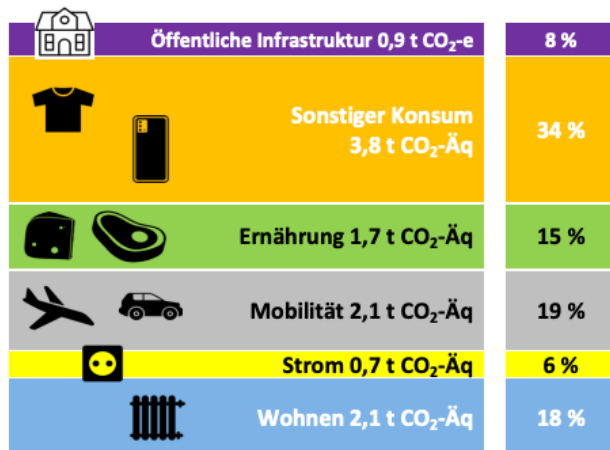 Öffentliche Infrastruktur 0,9 t CO₂-e 8 %
Sonstiger Konsum
3,8 t CO₂-Äq 34 %
Ernährung 1,7 t CO₂-Äq 15 %
Mobilität 2,1 t CO₂-Äq 19 %
Strom 0,7 t CO₂-Äq 6 %
Wohnen 2,1 t CO₂-Äq 18 %